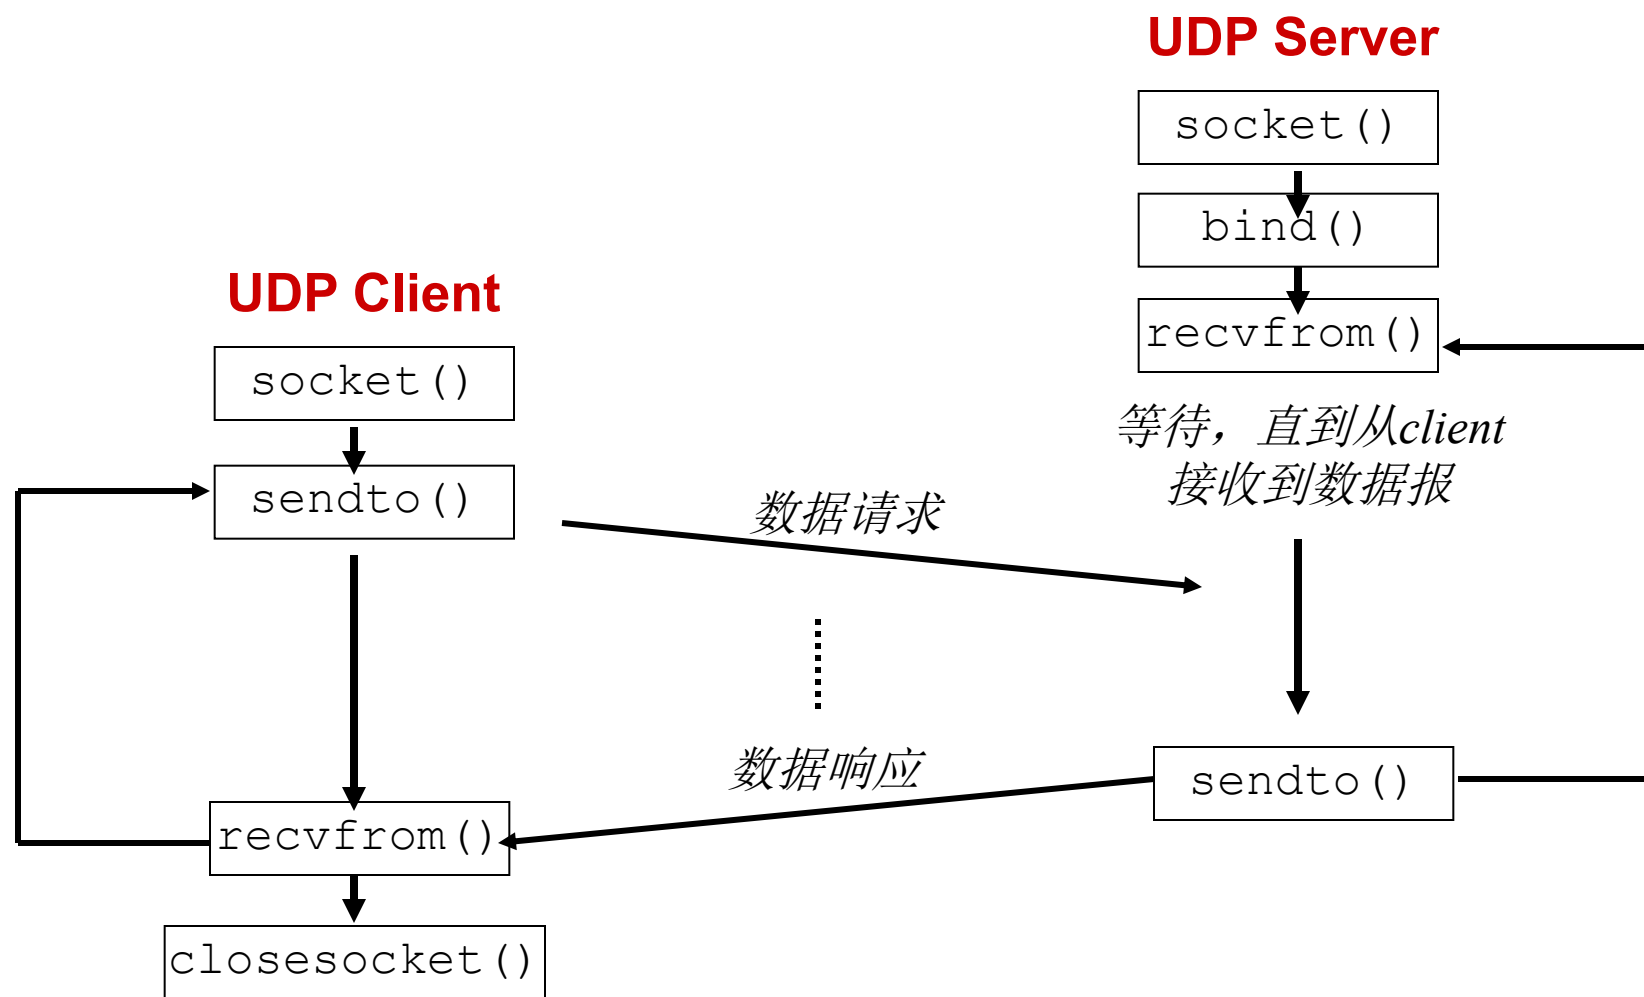 UDP Server
socket()
bind()
recvfrom()
等待，直到从client
接收到数据报
UDP Client
socket()
sendto()
数据请求
数据响应
sendto()
recvfrom()
closesocket()